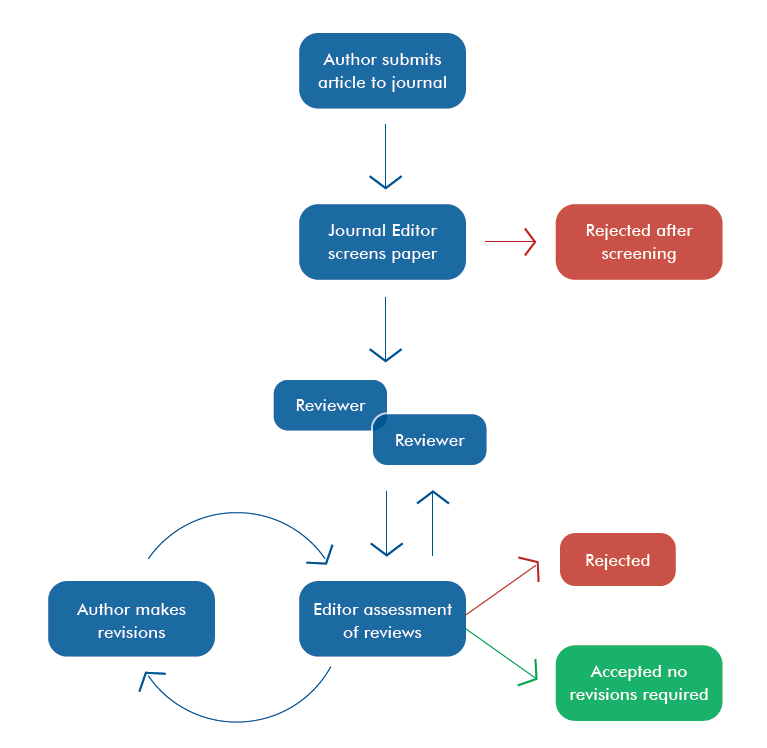 Author submits
article to journal
Journal Editor
screens paper
Rejected after
screening
Reviewer
Reviewer
Rejected
Author makes
revisions
Editor assessment
of reviews
Accepted no
revisions required